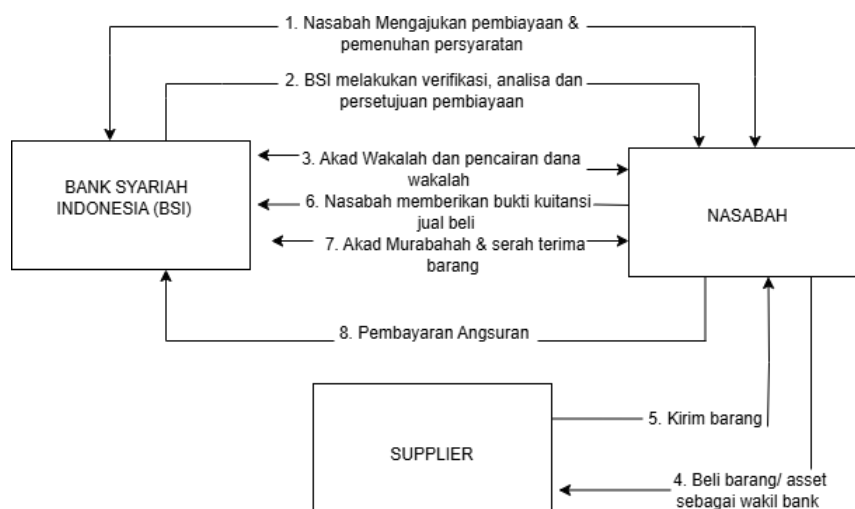 1. Nasabah Mengajukan pembiayaan &
pemenuhan persyaratan
2. BSI melakukan verifikasi, analisa dan
persetujuan pembiayaan
BANK SYARIAH
INDONESIA (BSI)
3. Akad Wakalah dan pencairan dana
wakalah
6. Nasabah memberikan bukti kuitansi
jual beli
7. Akad Murabahah & serah terima
barang
NASABAH
8. Pembayaran Angsuran
SUPPLIER
5. Kirim barang
4. Beli barang/ asset
sebagai wakil bank